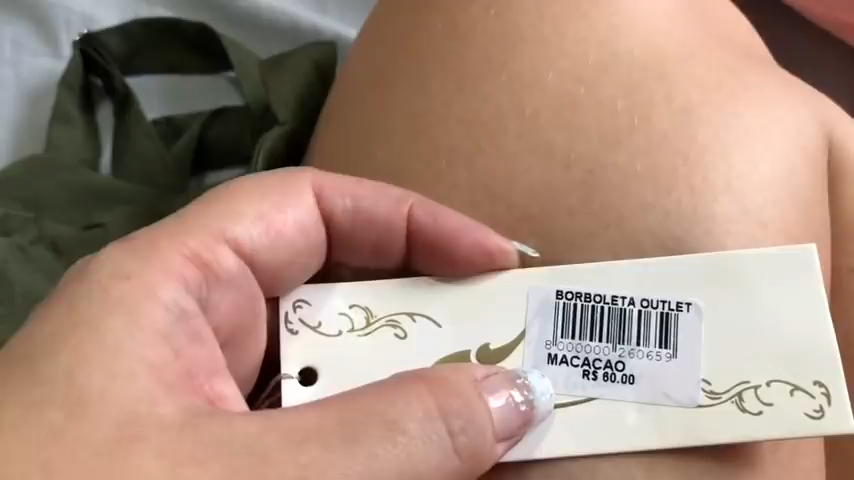 BORBOLETA OUTLET
8000000260659
MACACAO
R$ 60.00